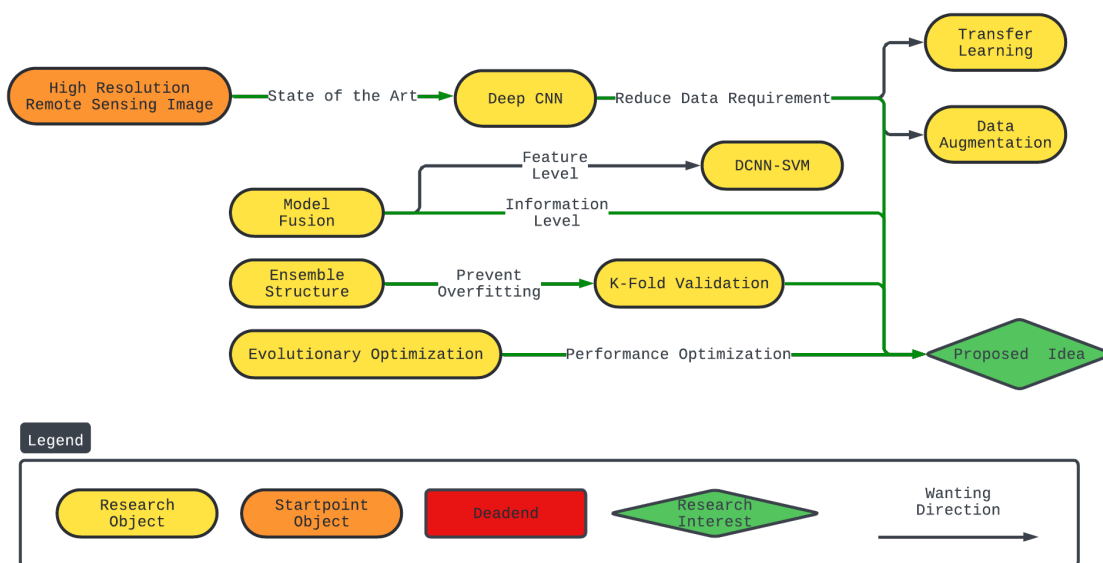 Transfer
Learning
High Resolution
Remote Sensing Image
State of the Art
Deep CNN
Reduce Data Requirement
Data
Augmentation
Feature
Level
DCNN-SVM
Model
Fusion
Information
Level
Ensemble
Structure
Prevent
Overfitting
K-Fold Validation
Evolutionary Optimization
Performance Optimization
Proposed Idea
Legend
Research
Object
Startpoint
Object
Deadend
Research
Interest
Wanting
Direction